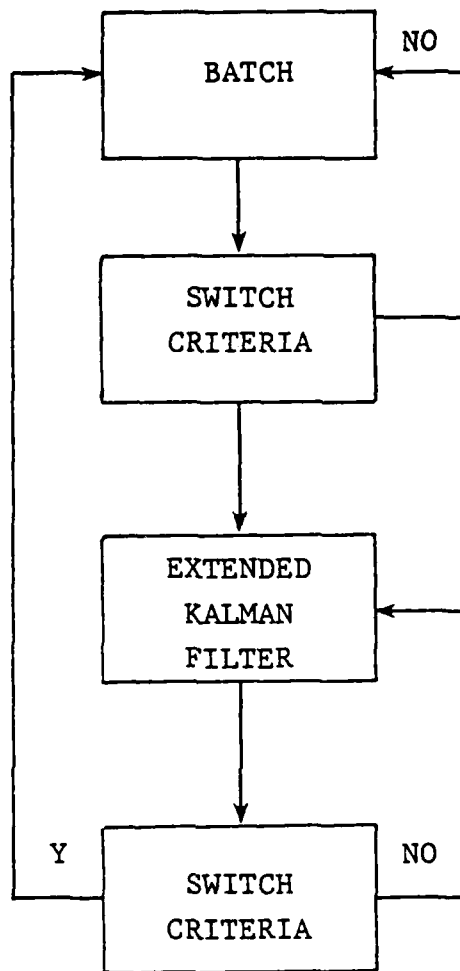 NO
BATCH
SWITCH
CRITERIA
EXTENDED
KALMAN
FILTER
Y
NO
SWITCH
CRITERIA